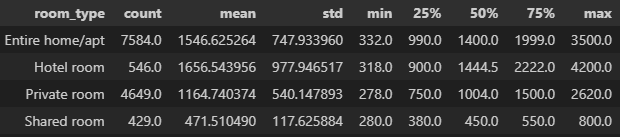 room_type count mean std min 25% 50% 75% max
Entire home/apt 7584.0 1546.625264 747.933960 332.0 990.0 1400.0 1999.0 3500.0
Hotel room 546.0 1656.543956 977.946517 318.0 900.0 1444.5 2222.0 4200.0
Private room 4649.0 1164.740374 540.147893 278.0 750.0 1004.0 1500.0 2620.0
Shared room 429.0 471.510490 117.625884 280.0 380.0 450.0 550.0 800.0